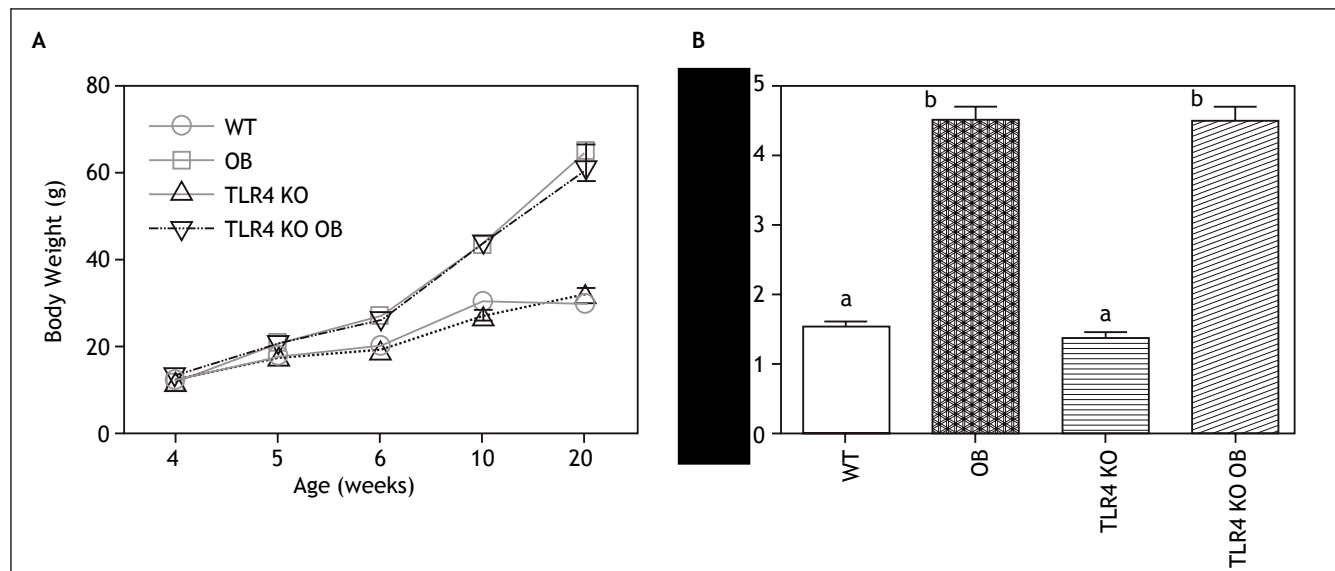 A
80
60
40
20
0
Body Weight (g)
WT
OB
TLR4 KO
TLR4 KO OB
4 5 6 10 20
Age (weeks)
B
5
4
3
2
1
0
a
b
a
b
WT
OB
TLR4 KO
TLR4 KO OB